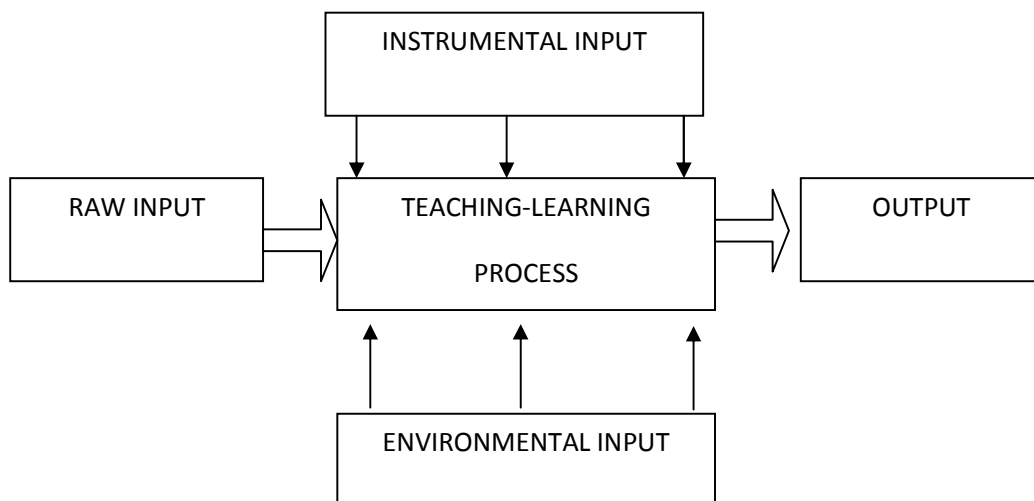 INSTRUMENTAL INPUT
RAW INPUT
TEACHING-LEARNING
PROCESS
OUTPUT
ENVIRONMENTAL INPUT